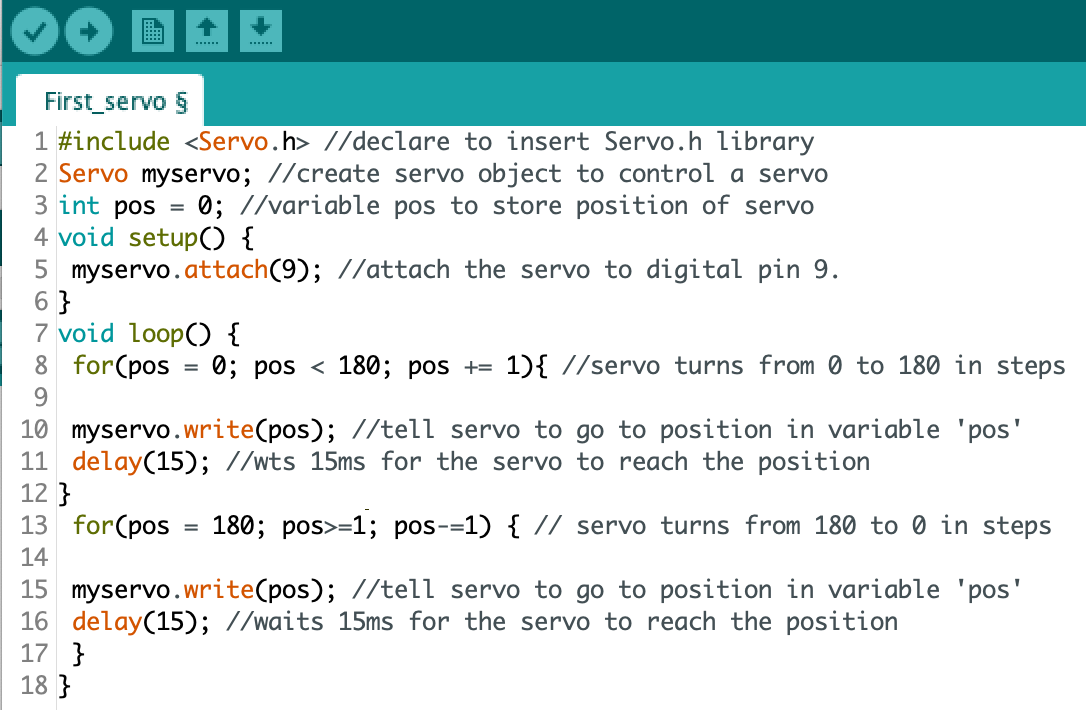 First_servo §
1 #include <Servo.h> //declare to insert Servo.h library
2 Servo myservo; //create servo object to control a servo
3 int pos = 0; //variable pos to store position of servo
4 void setup() {
5  myservo.attach(9); //attach the servo to digital pin 9.
6 }
7 void loop() {
8  for(pos = 0; pos < 180; pos += 1){ //servo turns from 0 to 180 in steps
9
10  myservo.write(pos); //tell servo to go to position in variable 'pos'
11  delay(15); //wts 15ms for the servo to reach the position
12 }
13  for(pos = 180; pos>=1; pos-=1) { // servo turns from 180 to 0 in steps
14
15  myservo.write(pos); //tell servo to go to position in variable 'pos'
16  delay(15); //waits 15ms for the servo to reach the position
17  }
18 }